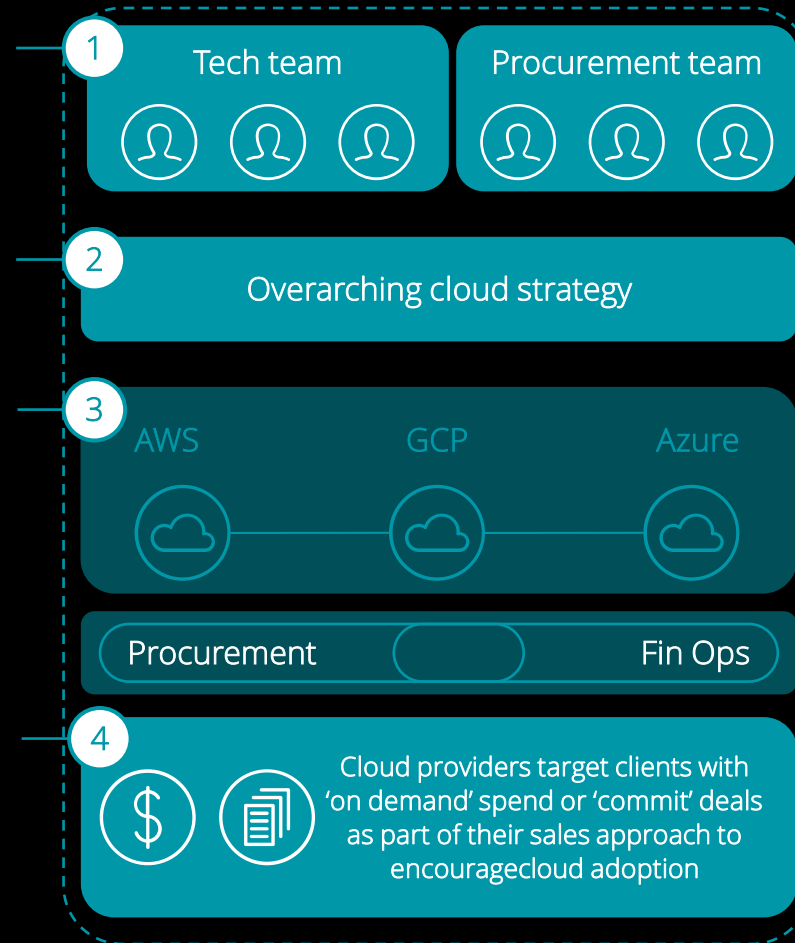 1
Tech team
Procurement team
2
Overarching cloud strategy
3
AWS
GCP
Azure
Procurement
Fin Ops
4
Cloud providers target clients with
‘on demand’ spend or ‘commit’ deals
as part of their sales approach to
encouragecloud adoption